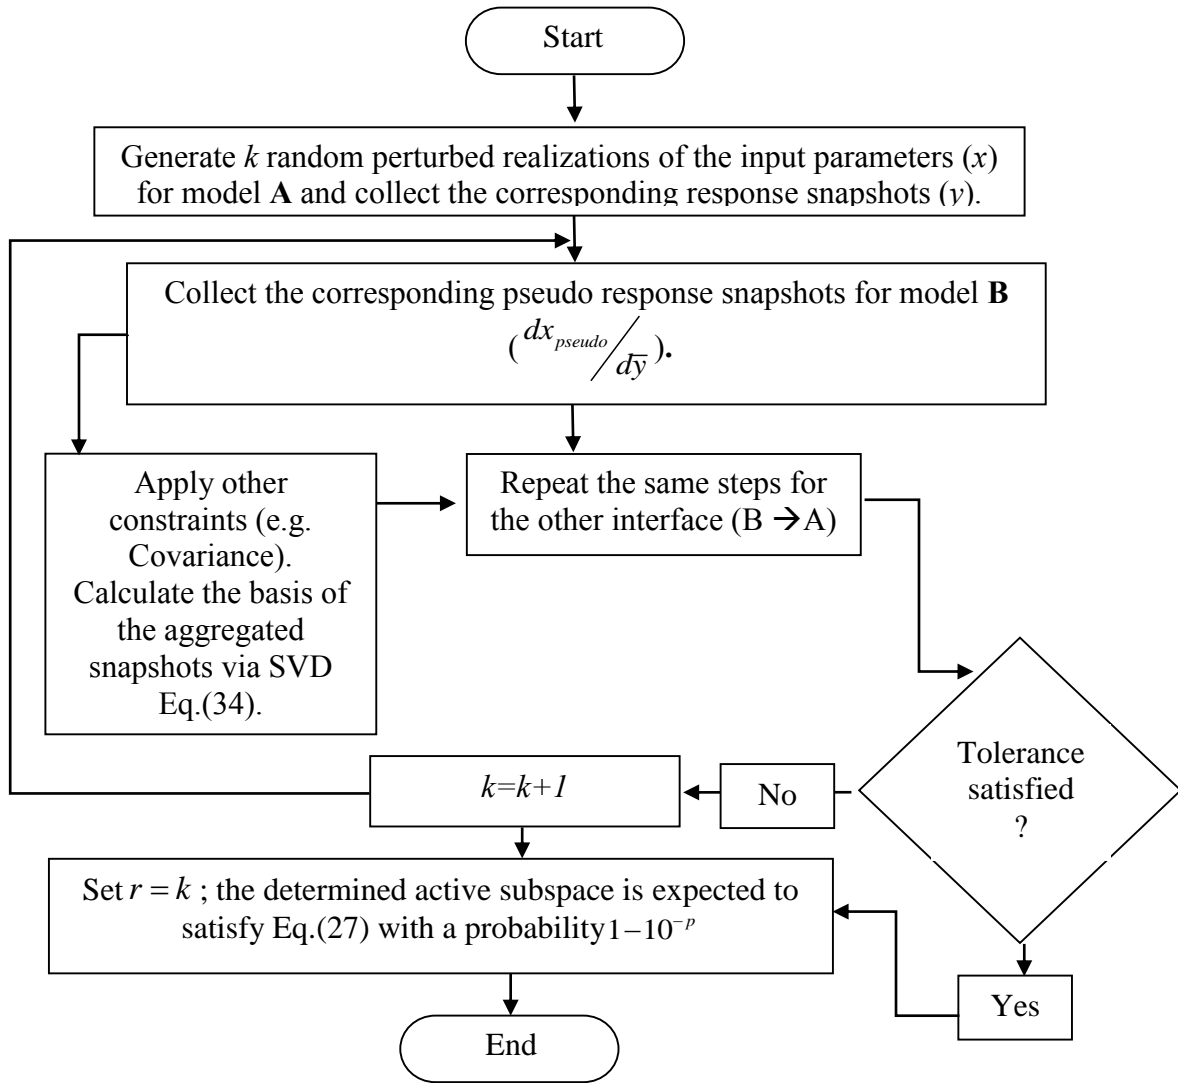 Start
Generate k random perturbed realizations of the input parameters (x)
for model A and collect the corresponding response snapshots (y).
Collect the corresponding pseudo response snapshots for model B
(dx_pseudo/dȳ).
Apply other
constraints (e.g.
Covariance).
Calculate the basis of
the aggregated
snapshots via SVD
Eq.(34).
Repeat the same steps for
the other interface (B →A)
Tolerance
satisfied
?
No
k=k+1
Set r = k ; the determined active subspace is expected to
satisfy Eq.(27) with a probability 1−10^{−p}
Yes
End